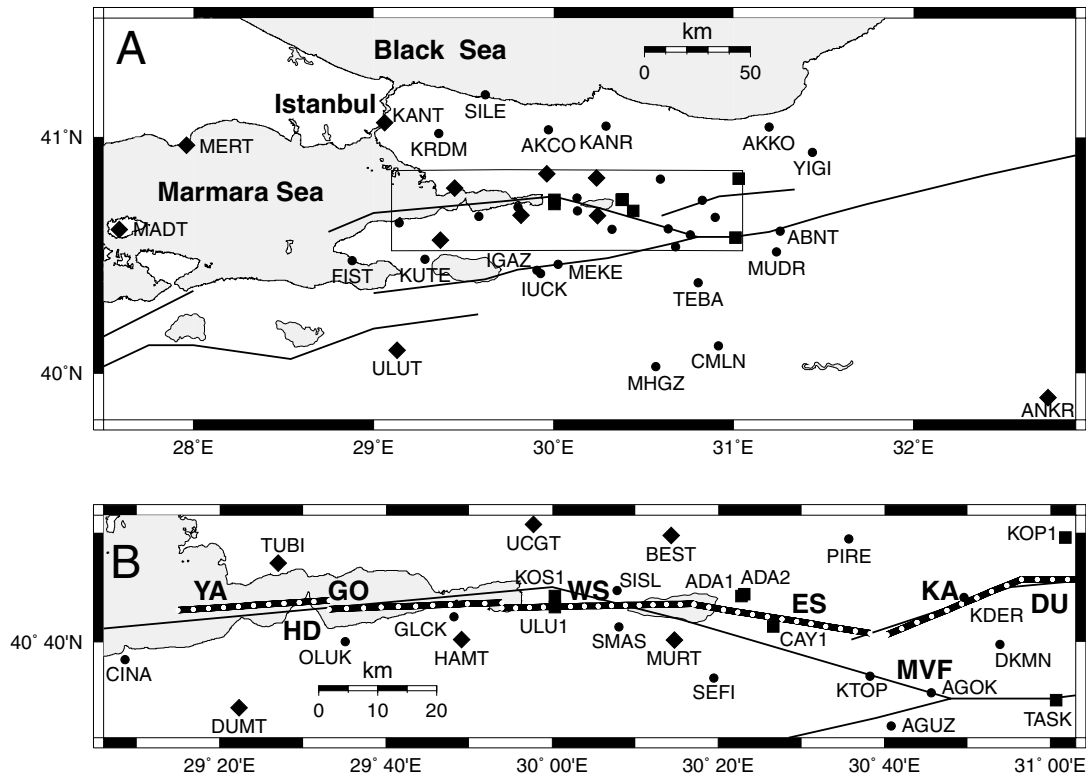 A
Black Sea
km
0 50
SILE
Istanbul
KANT
41°N
KRDM
AKCO
KANR
AKKO
YIGI
MERT
Marmara Sea
MADT
FIST
KUTE
IGAZ
IUCK
MEKE
ABNT
MUDR
TEBA
CMLN
ULUT
MHGZ
40°N
ANKR
28°E 29°E 30°E 31°E 32°E
B
TUBI
UCGT
BEST
PIRE
KOP1
YA GO
KOS1
WS
SISL
ADA1
ADA2
ES
KA
KDER
DU
HD
GLCK
ULU1
CAY1
40° 40'
OLUK
HAMT
SMAS
MURT
DKMN
CINA
km
0 10 20
SEFI
KTOP
MVF
AGOK
DUMT
AGUZ
TASK
29° 20'E 29° 40'E 30° 00'E 30° 20'E 30° 40'E 31° 00'E